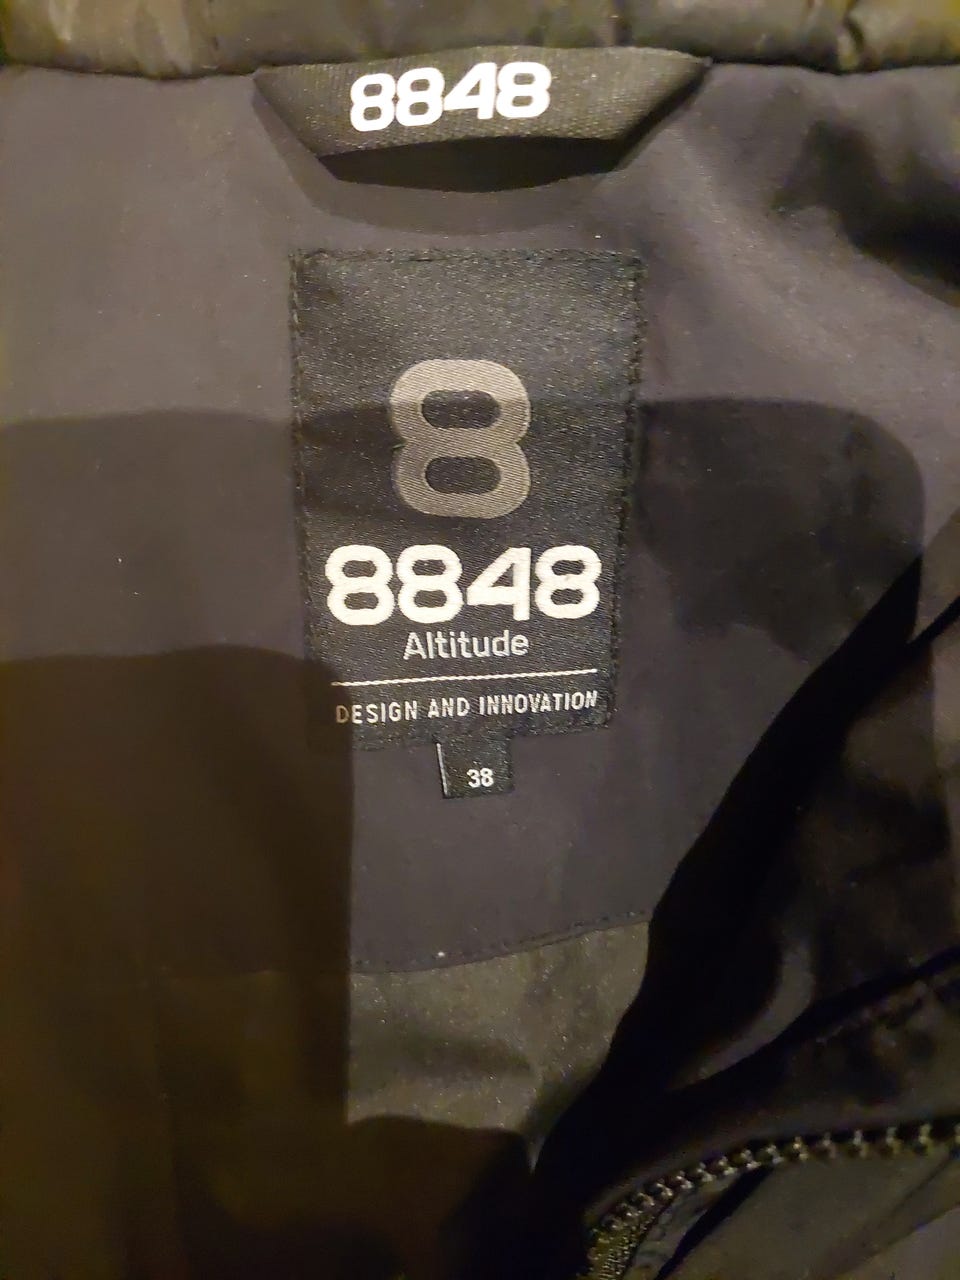 8848
8
8848
Altitude
DESIGN AND INNOVATION
38